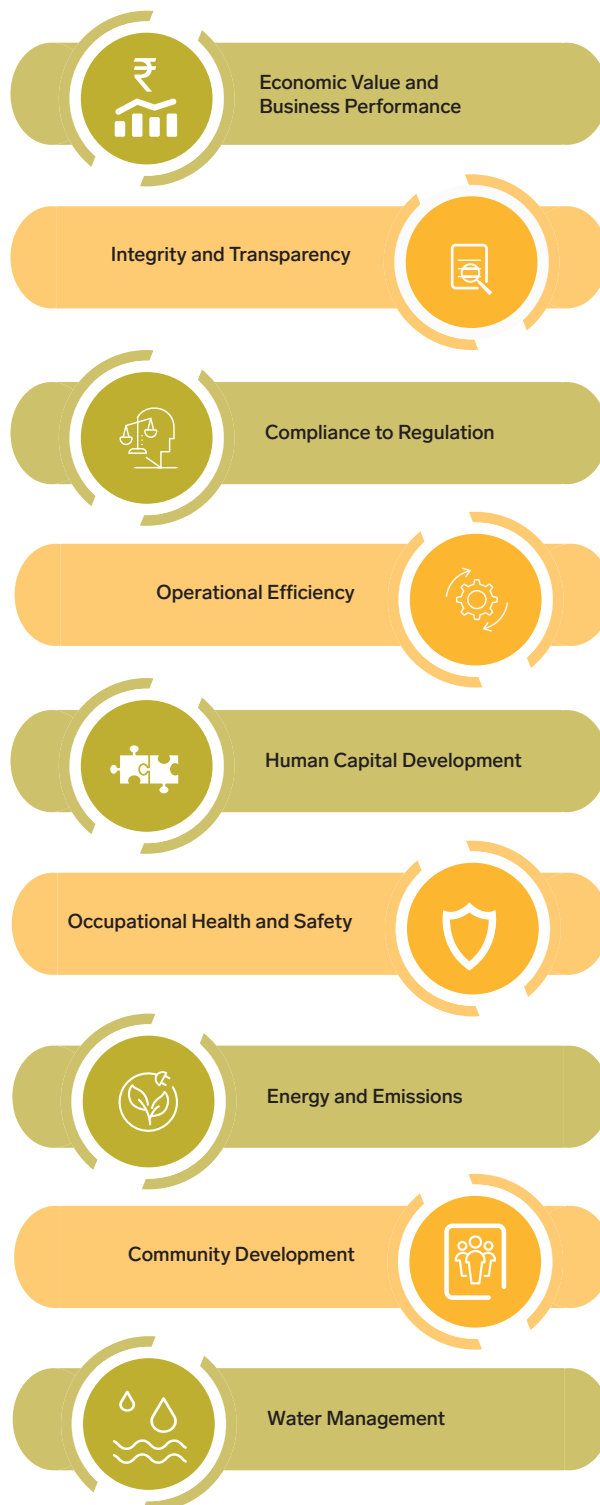 ₹
Economic Value and
Business Performance
Integrity and Transparency
Compliance to Regulation
Operational Efficiency
Human Capital Development
Occupational Health and Safety
Energy and Emissions
Community Development
Water Management